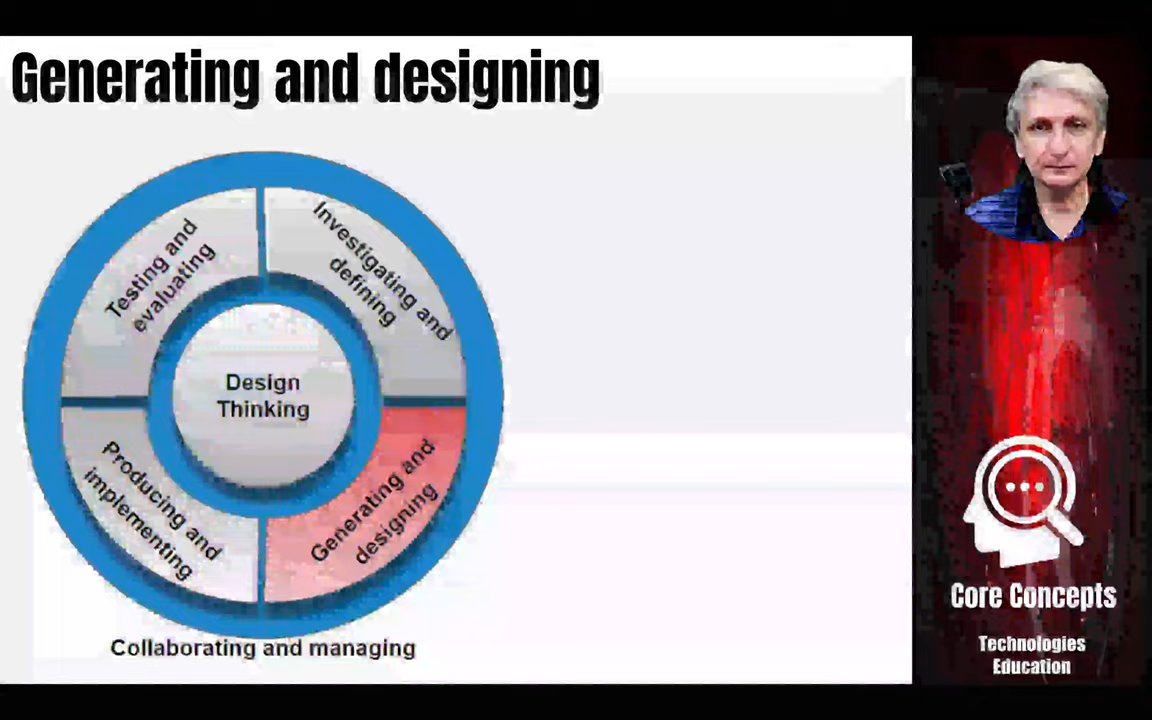 Generating and designing
Testing and
evaluating
Investigating and
defining
Design
Thinking
Producing and
implementing
Generating and
designing
Collaborating and managing
Core Concepts
Technologies
Education